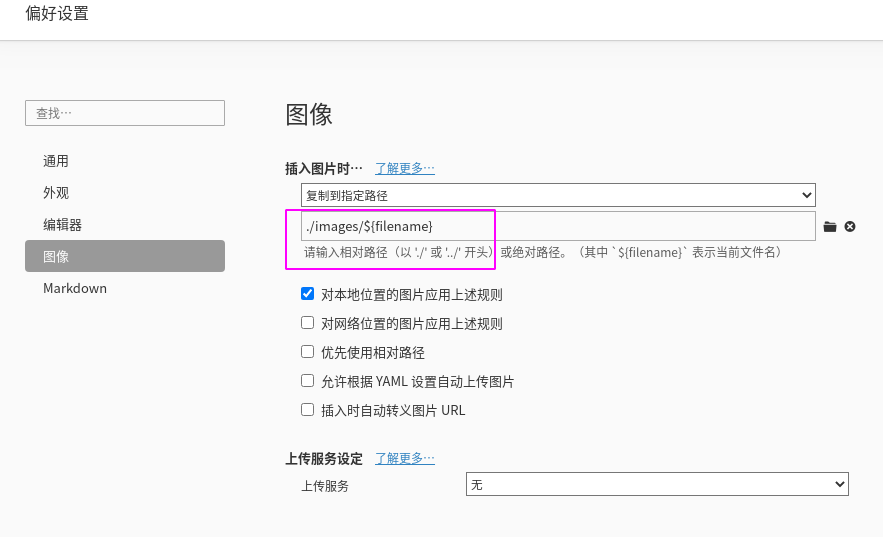 偏好设置
查找…
通用
外观
编辑器
图像
Markdown
图像
插入图片时… 了解更多…
复制到指定路径
./images/${filename}
请输入相对路径（以 './' 或 '../' 开头）或绝对路径。（其中 `${filename}` 表示当前文件名）
对本地位置的图片应用上述规则
对网络位置的图片应用上述规则
优先使用相对路径
允许根据 YAML 设置自动上传图片
插入时自动转义图片 URL
上传服务设定 了解更多…
上传服务 无